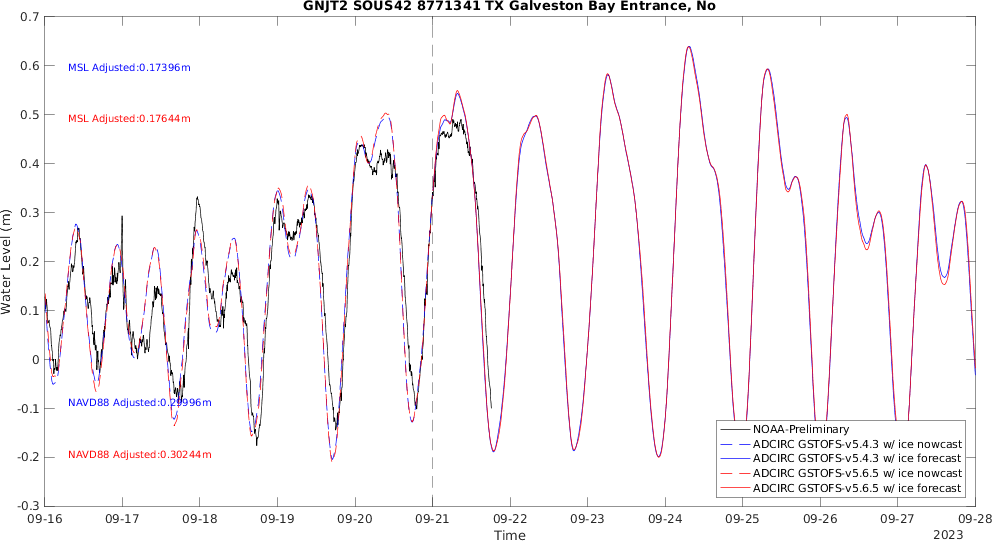 GNJT2 SOUS42 8771341 TX Galveston Bay Entrance, No
0.7
0.6
0.5
0.4
0.3
0.2
0.1
0
-0.1
-0.2
-0.3
Water Level (m)
MSL Adjusted:0.17396m
MSL Adjusted:0.17644m
NAVD88 Adjusted:0.29996m
NAVD88 Adjusted:0.30244m
NOAA-Preliminary
ADCIRC GSTOFS-v5.4.3 w/ ice nowcast
ADCIRC GSTOFS-v5.4.3 w/ ice forecast
ADCIRC GSTOFS-v5.6.5 w/ ice nowcast
ADCIRC GSTOFS-v5.6.5 w/ ice forecast
09-16 09-17 09-18 09-19 09-20 09-21 09-22 09-23 09-24 09-25 09-26 09-27 09-28
Time
2023